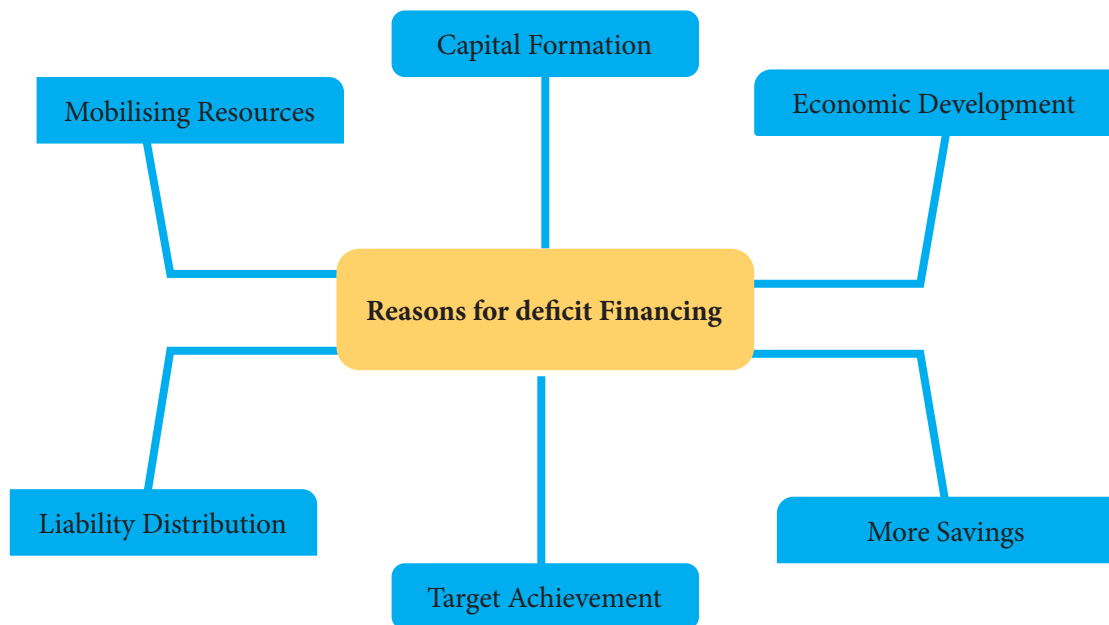 Capital Formation
Mobilising Resources
Economic Development
Reasons for deficit Financing
Liability Distribution
More Savings
Target Achievement